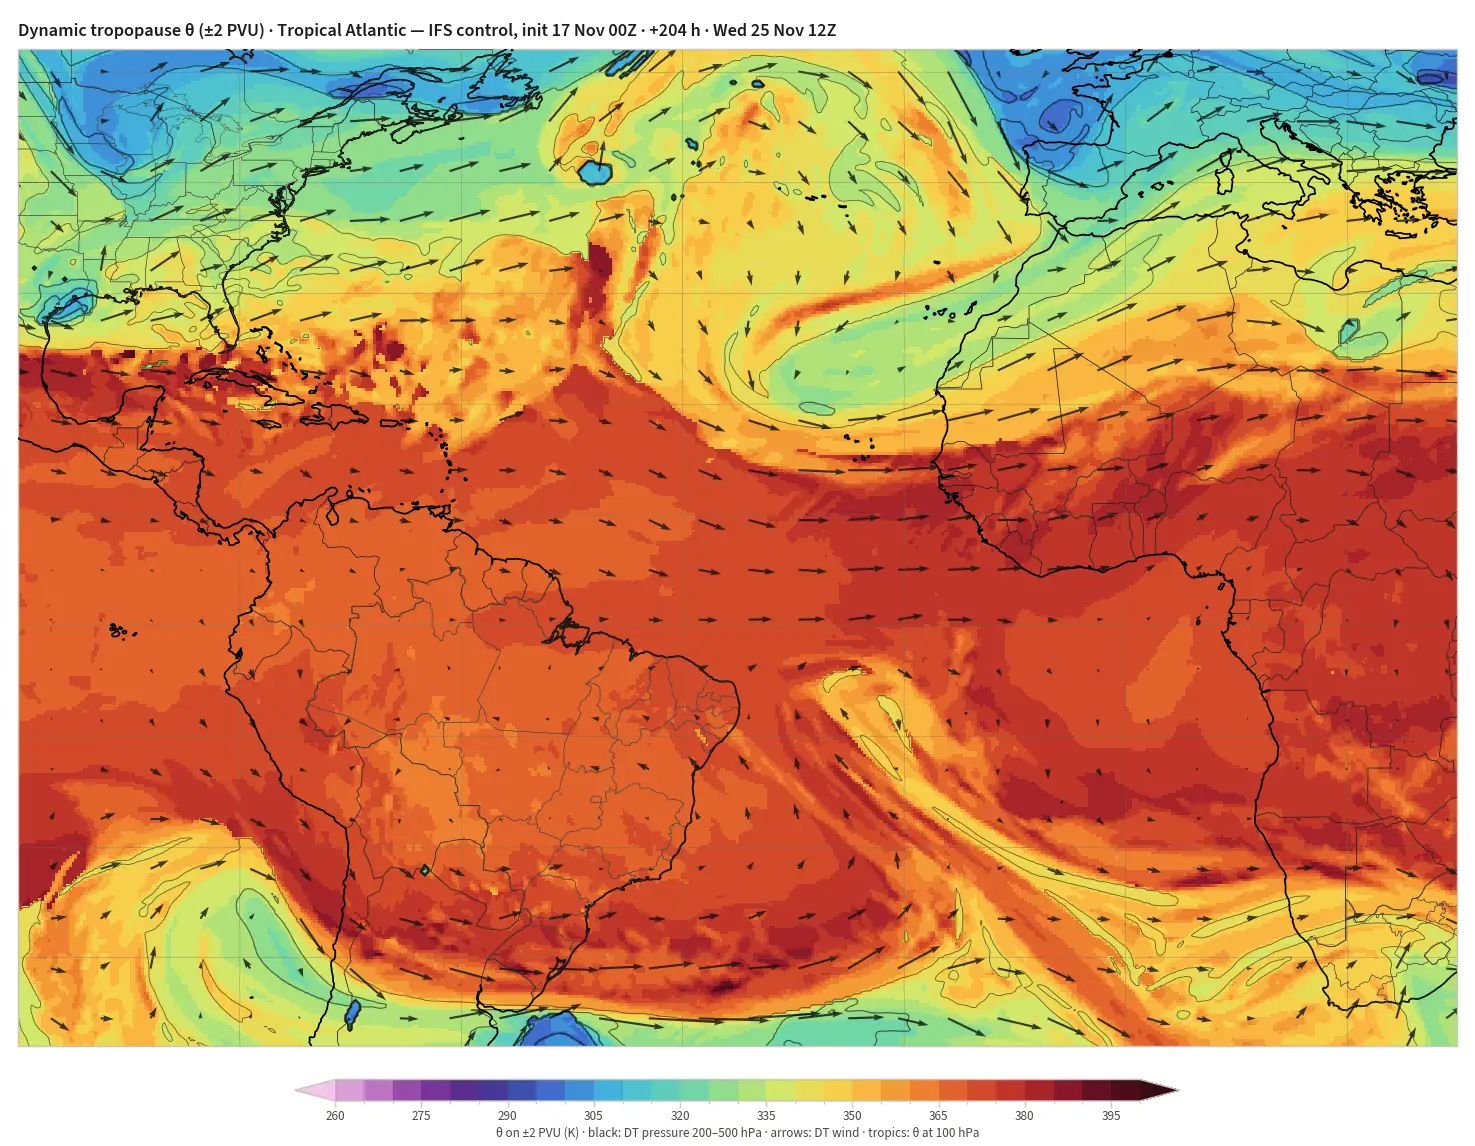 Dynamic tropopause θ (±2 PVU) · Tropical Atlantic — IFS control, init 17 Nov 00Z · +204 h · Wed 25 Nov 12Z
260 275 290 305 320 335 350 365 380 395
θ on ±2 PVU (K) · black: DT pressure 200–500 hPa · arrows: DT wind · tropics: θ at 100 hPa